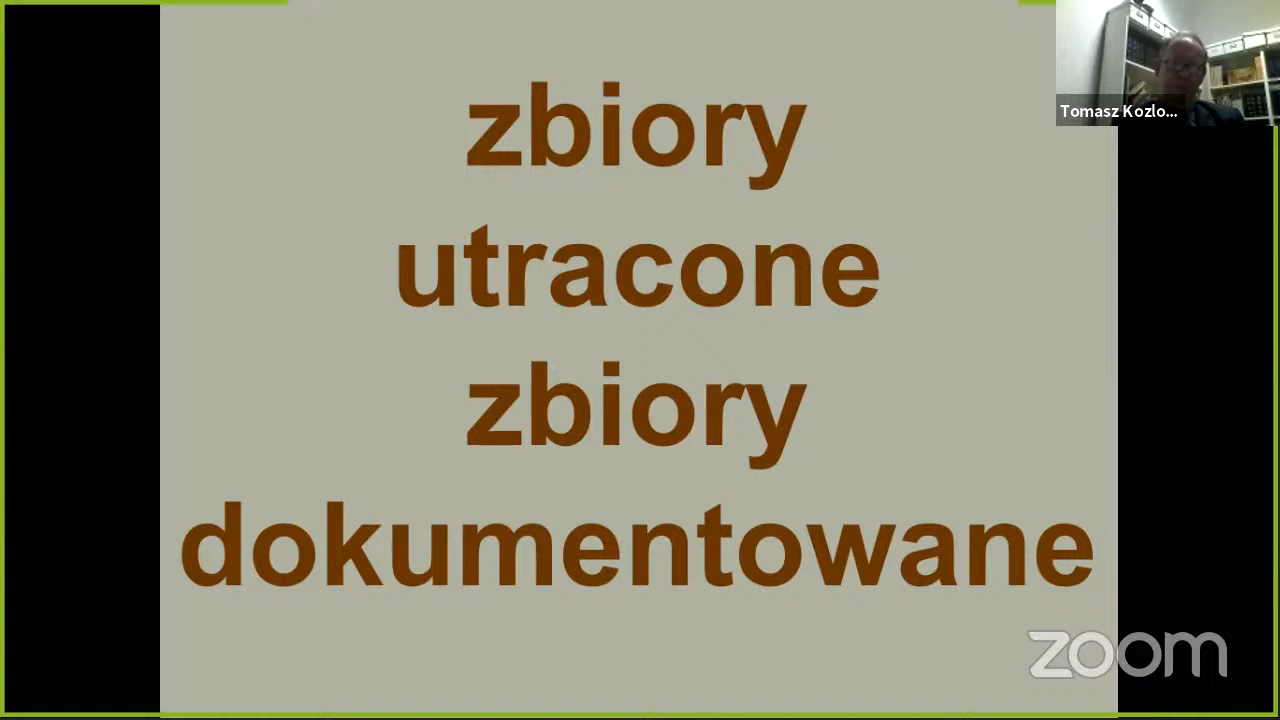 zbiory
utracone
zbiory
dokumentowane
Tomasz Kozlo...
zoom